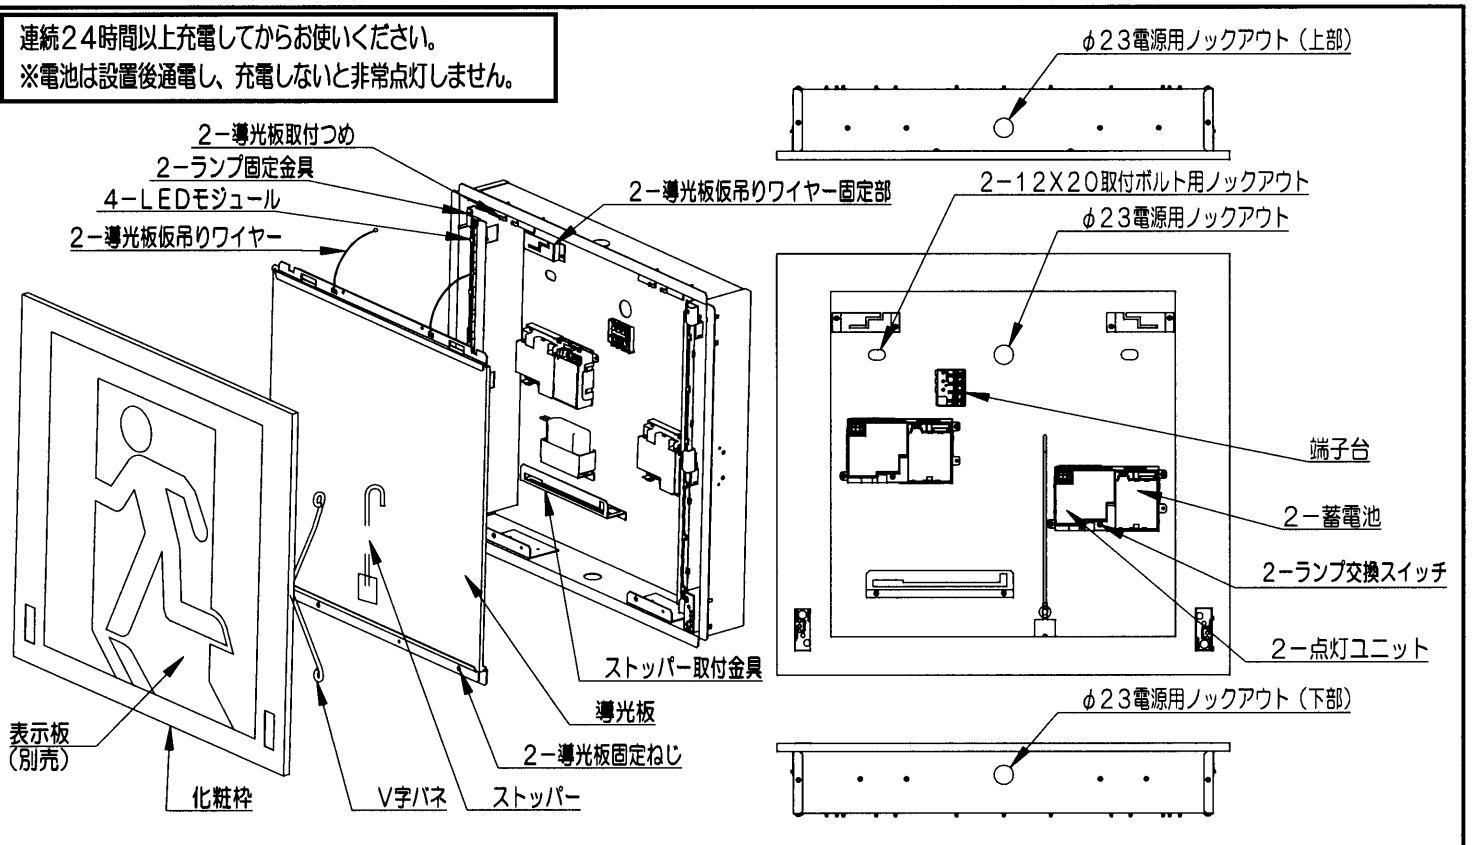 連続24時間以上充電してからお使いください。
※電池は設置後通電し、充電しないと非常点灯しません。
φ23電源用ノックアウト（上部）
2－導光板取付つめ
2－ランプ固定金具
4－LEDモジュール
2－導光板仮吊りワイヤー
2－導光板仮吊りワイヤー固定部
2－12X20取付ボルト用ノックアウト
φ23電源用ノックアウト
端子台
2－蓄電池
2－ランプ交換スイッチ
2－点灯ユニット
ストッパー取付金具
φ23電源用ノックアウト（下部）
導光板
2－導光板固定ねじ
表示板
（別売）
化粧枠
V字バネ
ストッパー